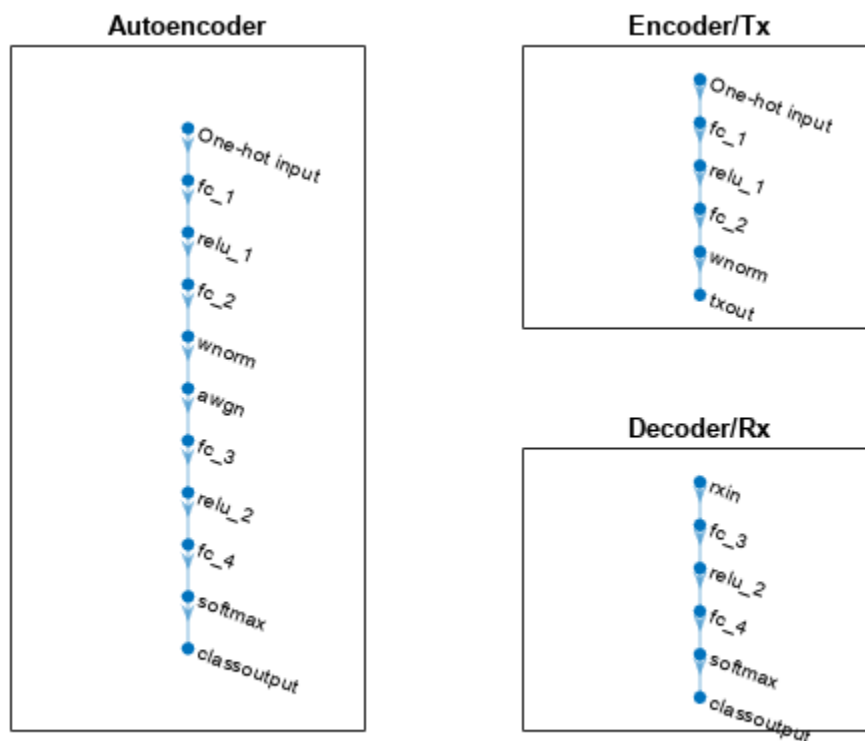 Autoencoder
One-hot input
fc_1
relu_1
fc_2
wnorm
awgn
fc_3
relu_2
fc_4
softmax
classoutput
Encoder/Tx
One-hot input
fc_1
relu_1
fc_2
wnorm
txout
Decoder/Rx
rxin
fc_3
relu_2
fc_4
softmax
classoutput